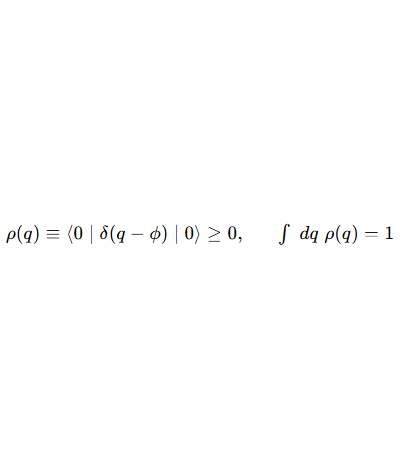 ρ(q) ≡ ⟨0 | δ(q − ϕ) | 0⟩ ≥ 0, ∫ dq ρ(q) = 1